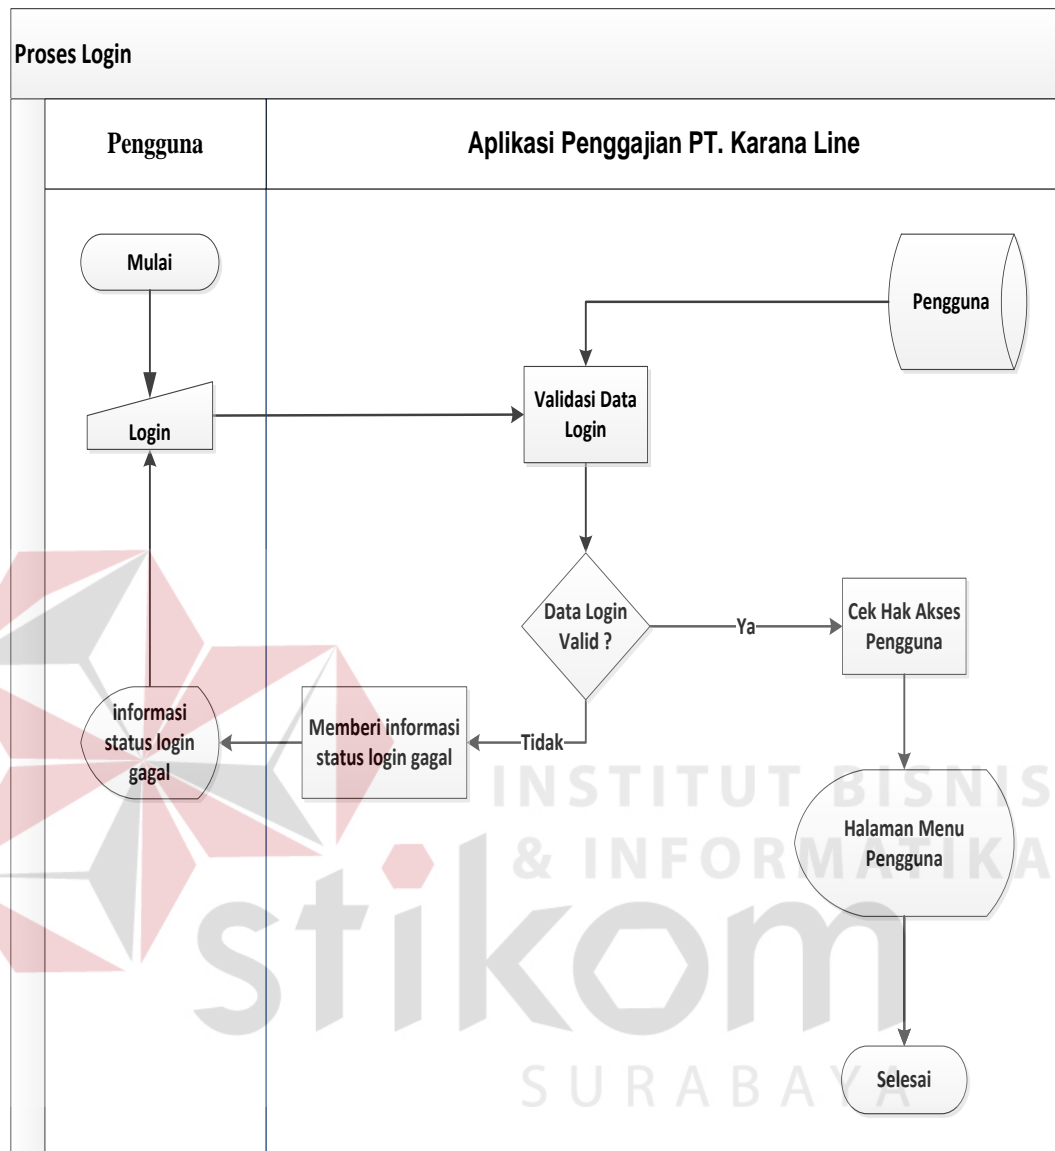 Proses Login
Pengguna
Aplikasi Penggajian PT. Karana Line
Mulai
Pengguna
Login
Validasi Data
Login
Data Login
Valid ?
Ya
Cek Hak Akses
Pengguna
Tidak
Memberi informasi
status login gagal
informasi
status login
gagal
Halaman Menu
Pengguna
Selesai
INSTITUT BISNIS
& INFORMATIKA
stikom
SURABAYA